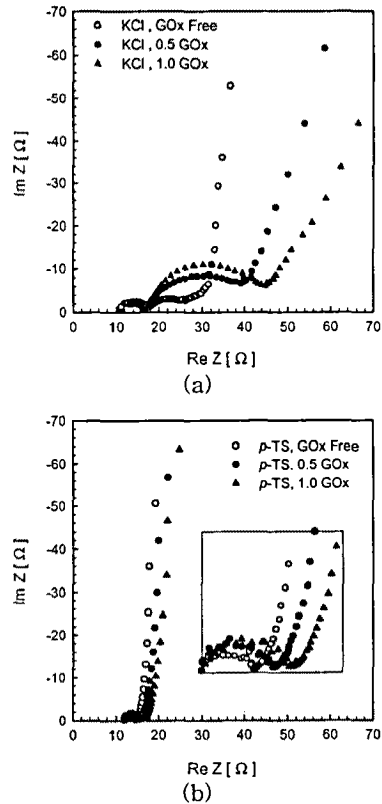 KCl , GOx Free
KCl , 0.5 GOx
KCl , 1.0 GOx
-70
-60
-50
-40
-30
-20
-10
0
Im Z [ Ω ]
0 10 20 30 40 50 60 70
Re Z [ Ω ]
(a)
p-TS, GOx Free
p-TS, 0.5 GOx
p-TS, 1.0 GOx
-70
-60
-50
-40
-30
-20
-10
0
Im Z [ Ω ]
0 10 20 30 40 50 60 70
Re Z [ Ω ]
(b)